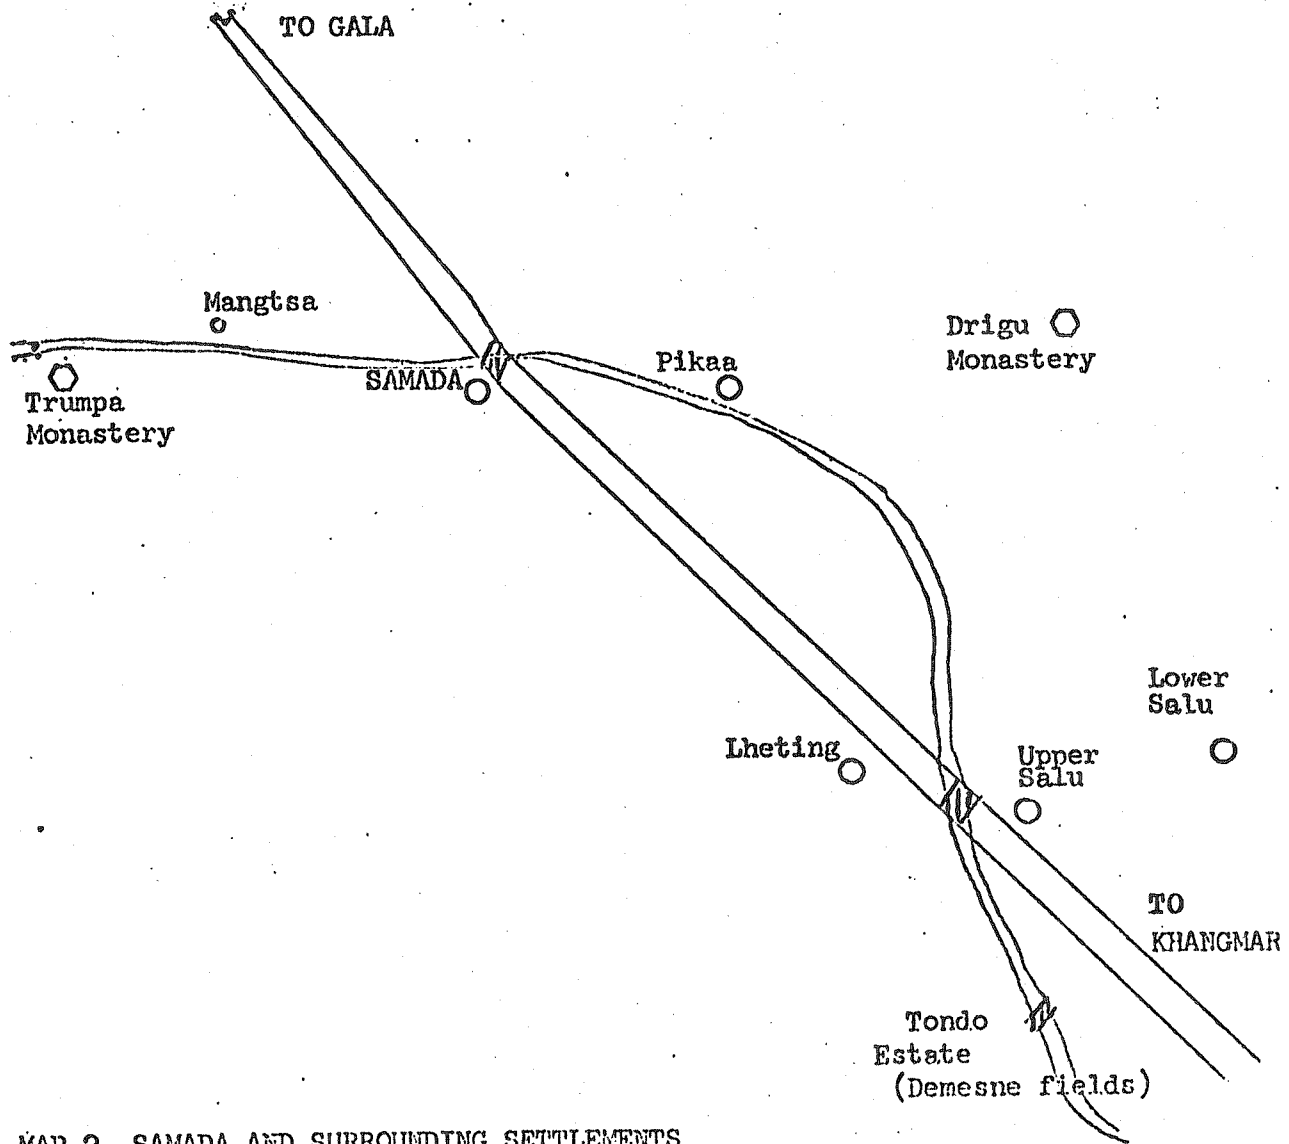 TO GALA
Mangtsa
Drigu
Monastery
Pikaa
SAMADA
Trumpa
Monastery
Lower
Salu
Lheting
Upper
Salu
TO
KHANGMAR
Tondo
Estate
(Demesne fields)
MAP 2 SAMADA AND SURROUNDING SETTLEMENTS